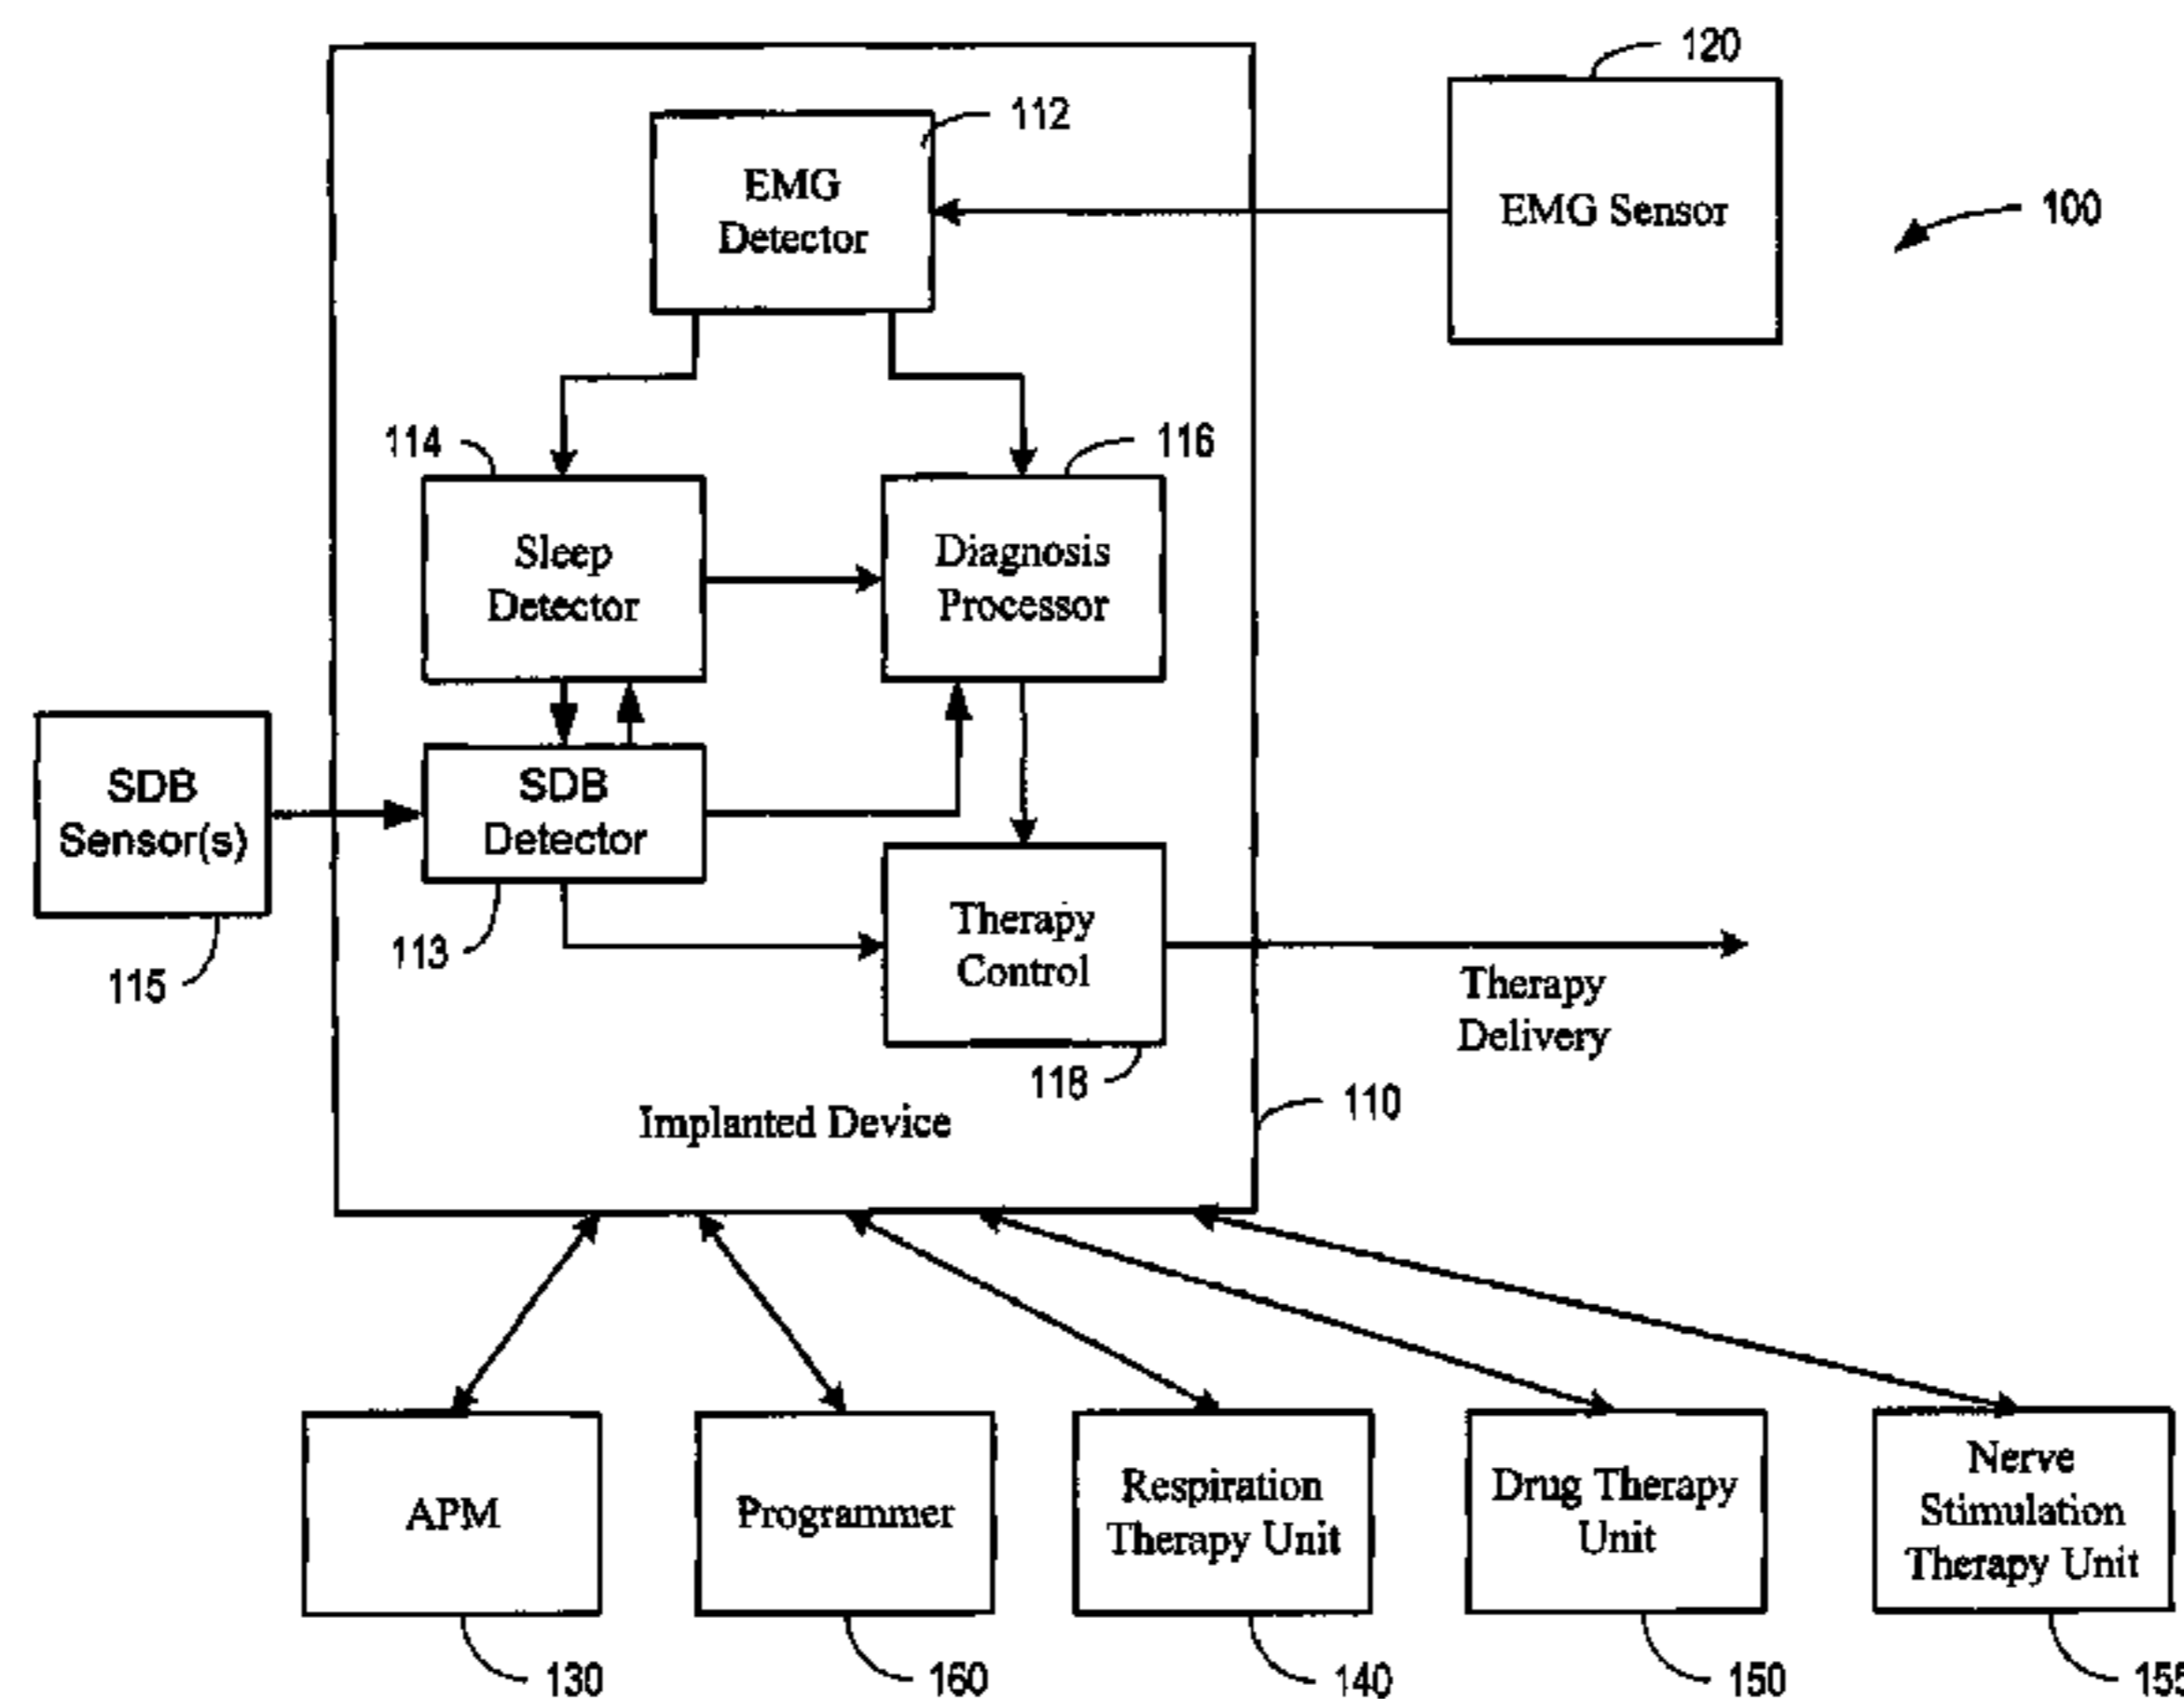 120
112
EMG
Detector
EMG Sensor
100
114
116
Sleep
Detector
Diagnosis
Processor
SDB
Sensor(s)
SDB
Detector
115
113
Therapy
Control
Therapy
Delivery
118
Implanted Device
110
APM
Programmer
Respiration
Therapy Unit
Drug Therapy
Unit
Nerve
Stimulation
Therapy Unit
130
160
140
150
155